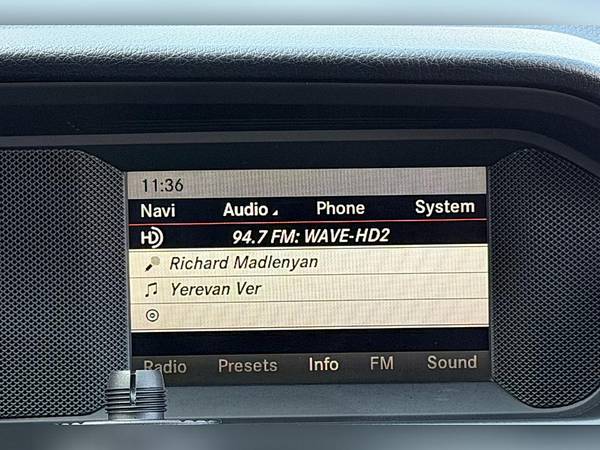 11:36
Navi Audio Phone System
HD 94.7 FM: WAVE-HD2
Richard Madlenyan
Yerevan Ver
Radio Presets Info FM Sound